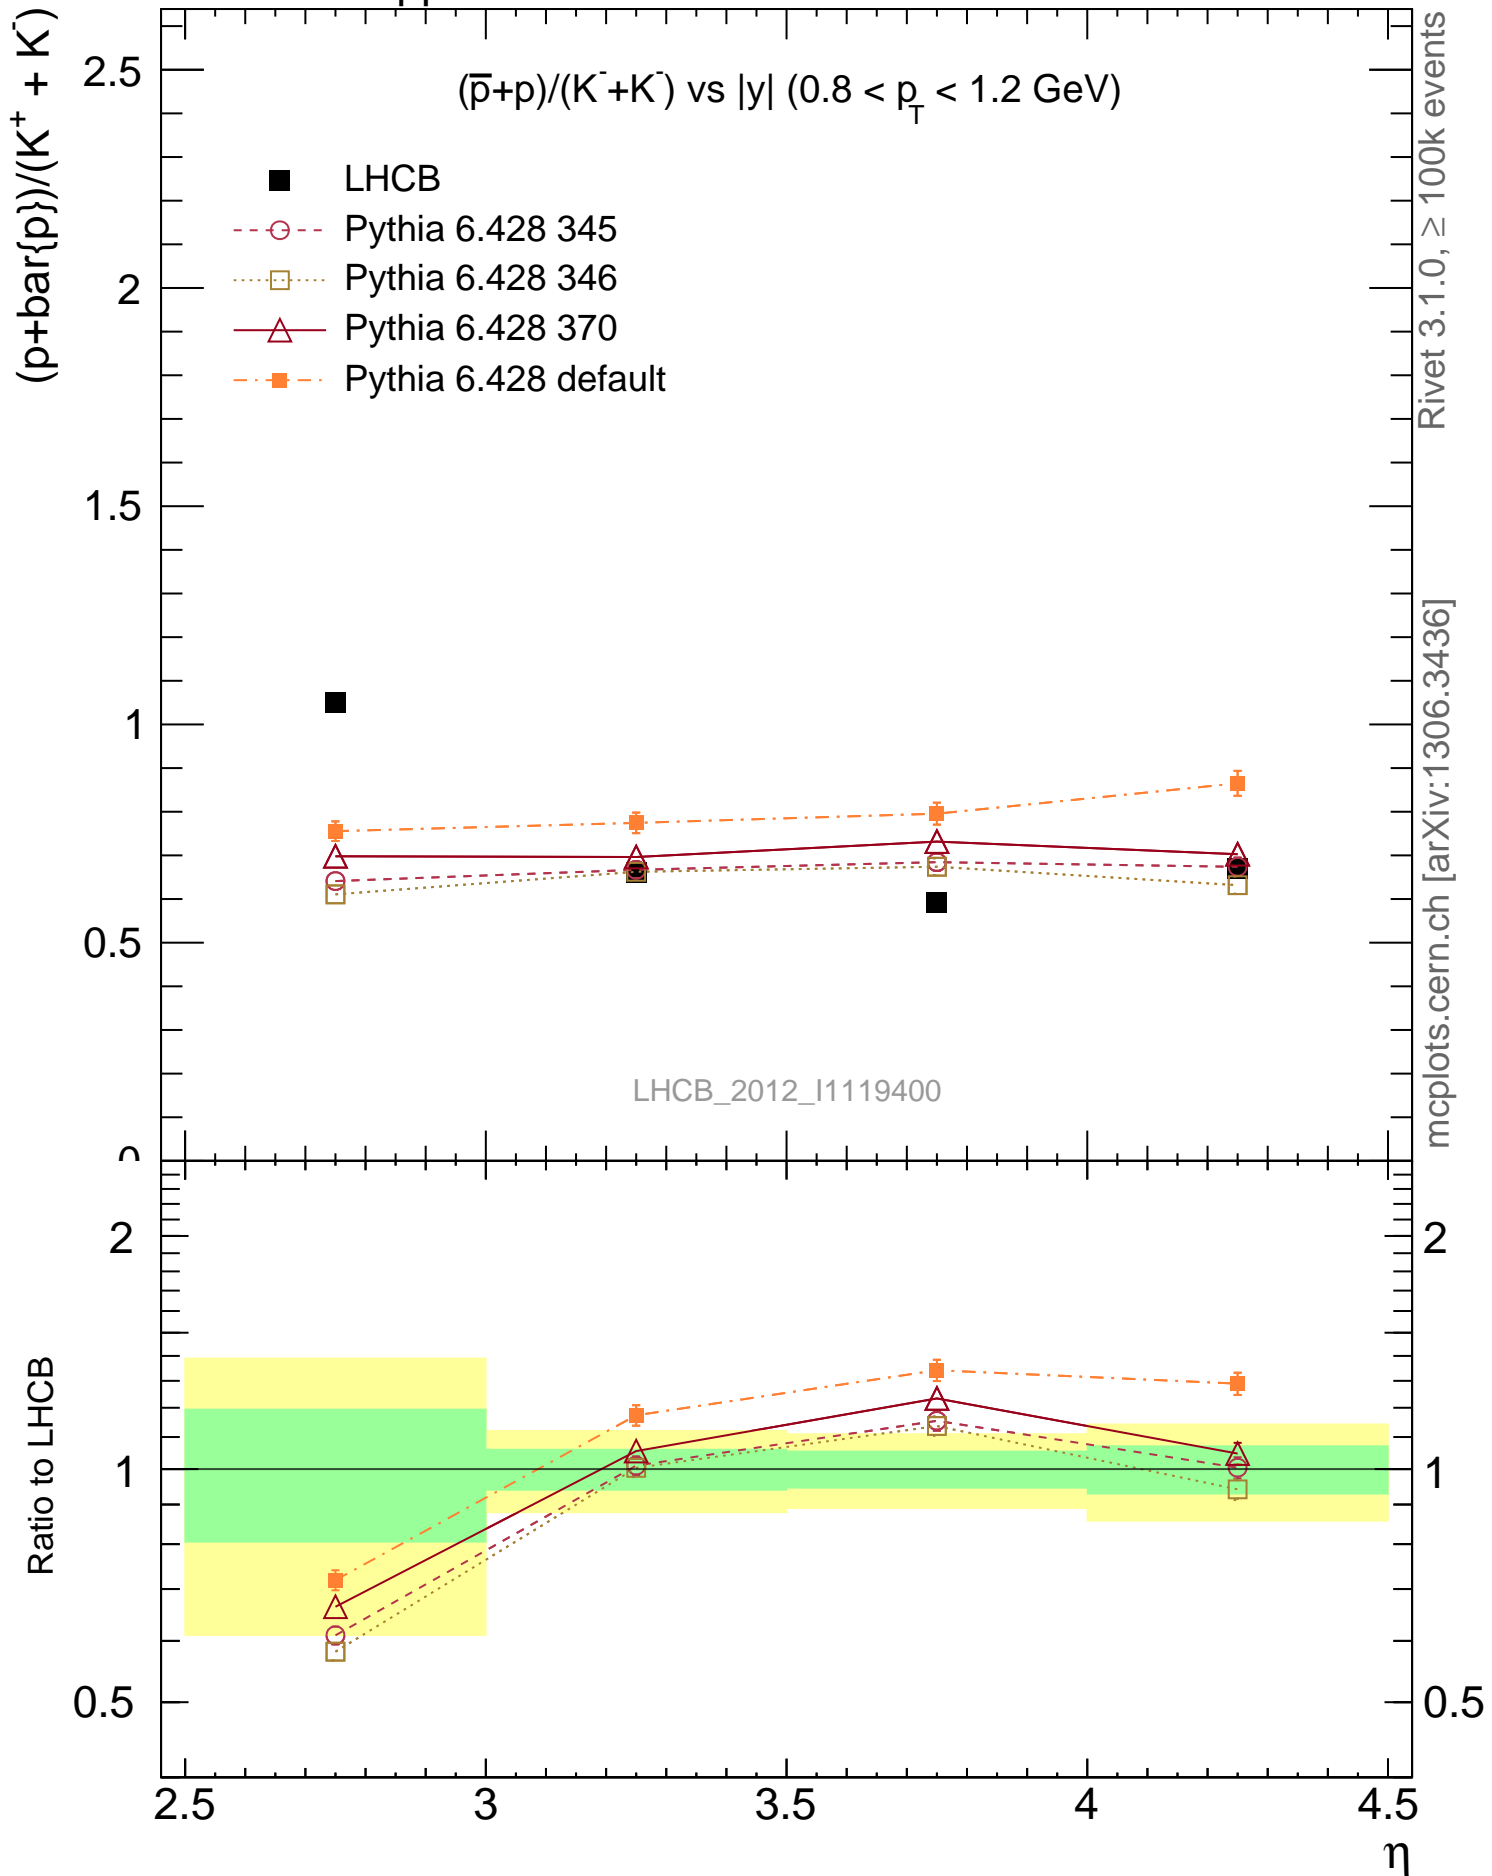 (p̅+p)/(K⁻+K⁻) vs |y| (0.8 < p_T < 1.2 GeV)
(p+bar{p})/(K⁺ + K⁻)
LHCB
Pythia 6.428 345
Pythia 6.428 346
Pythia 6.428 370
Pythia 6.428 default
2.5
2
1.5
1
0.5
0
LHCB_2012_I1119400
Rivet 3.1.0, ≥ 100k events
mcplots.cern.ch [arXiv:1306.3436]
Ratio to LHCB
2
1
0.5
2
1
0.5
2.5
3
3.5
4
4.5
η